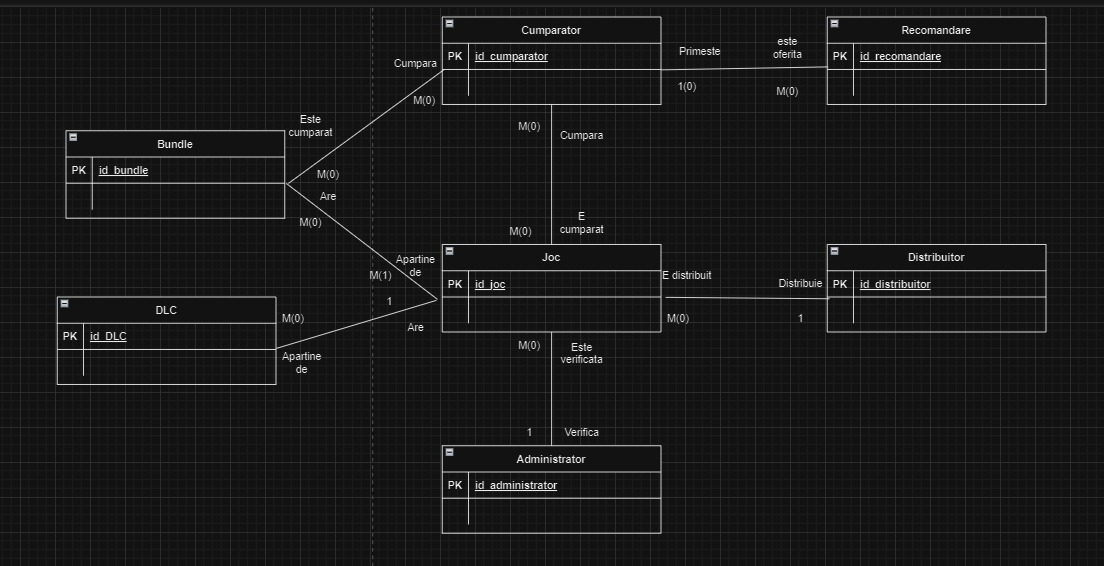 Cumparator
PK id_cumparator
Recomandare
PK id_recomandare
Primeste
este
oferita
1(0)
M(0)
Cumpara
M(0)
Este
cumparat
M(0)
Bundle
PK id_bundle
M(0)
Cumpara
E
cumparat
M(0)
Are
M(0)
Apartine
de
M(1)
Joc
PK id_joc
E distribuit
Distribuie
M(0)
1
Distribuitor
PK id_distribuitor
DLC
PK id_DLC
M(0)
Apartine
de
1
Are
M(0)
Este
verificata
1
Verifica
Administrator
PK id_administrator